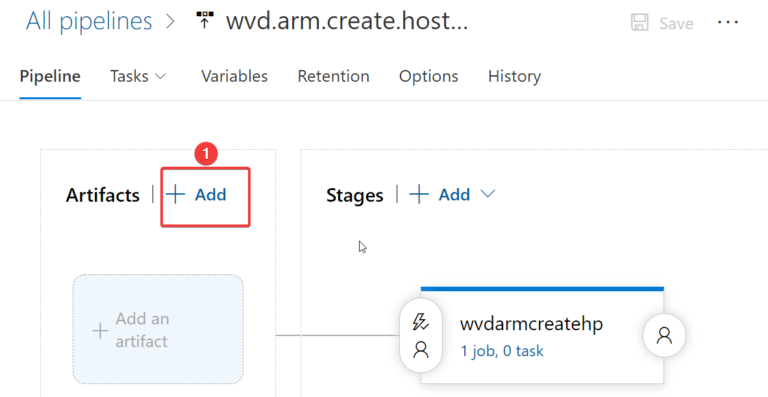 All pipelines > wvd.arm.create.host...
Save ...
Pipeline Tasks Variables Retention Options History
1
Artifacts | + Add
Stages | + Add
+ Add an
artifact
wvdarmcreatehp
1 job, 0 task